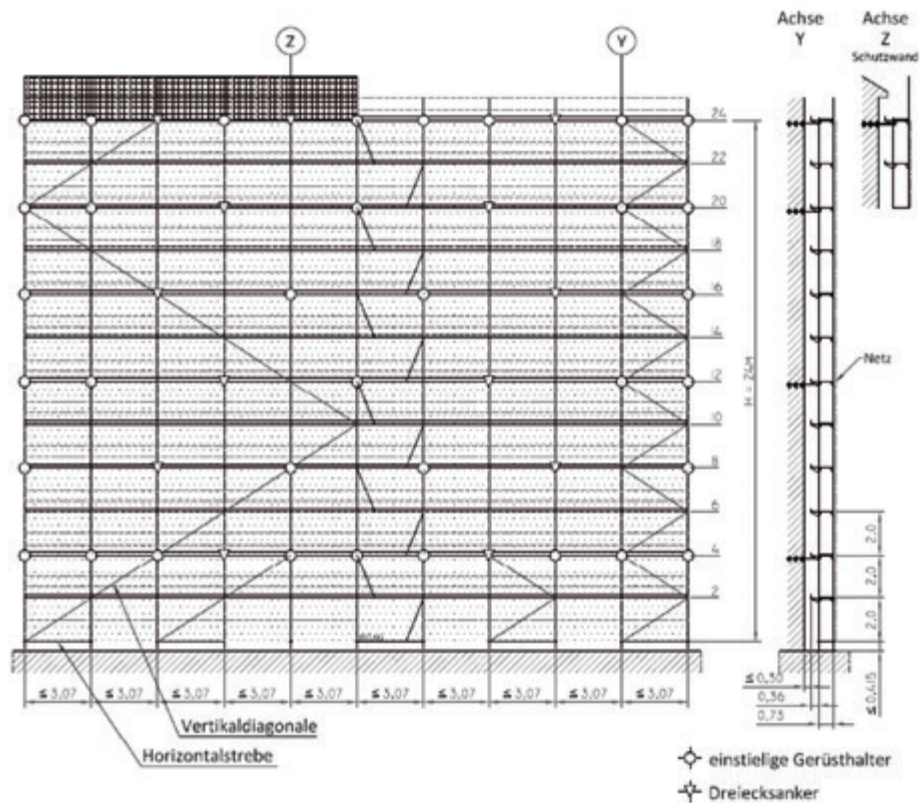 Z
Y
Achse
Y
Achse
Z
Schutzwand
24
22
20
18
16
14
12
10
8
6
4
2
H = 24M
Netz
2,0
2,0
2,0
≤ 0,30
0,36
0,73
≤ 0,415
≤ 3,07
≤ 3,07
≤ 3,07
≤ 3,07
≤ 3,07
≤ 3,07
≤ 3,07
≤ 3,07
≤ 3,07
≤ 3,07
Vertikaldiagonale
Horizontalstrebe
einstielige Gerüsthalter
Dreiecksanker